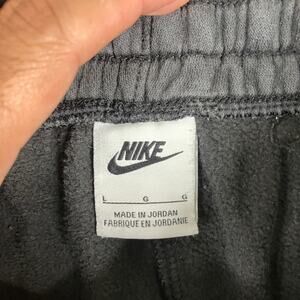 NIKE
L G G
MADE IN JORDAN
FABRIQUE EN JORDANIE